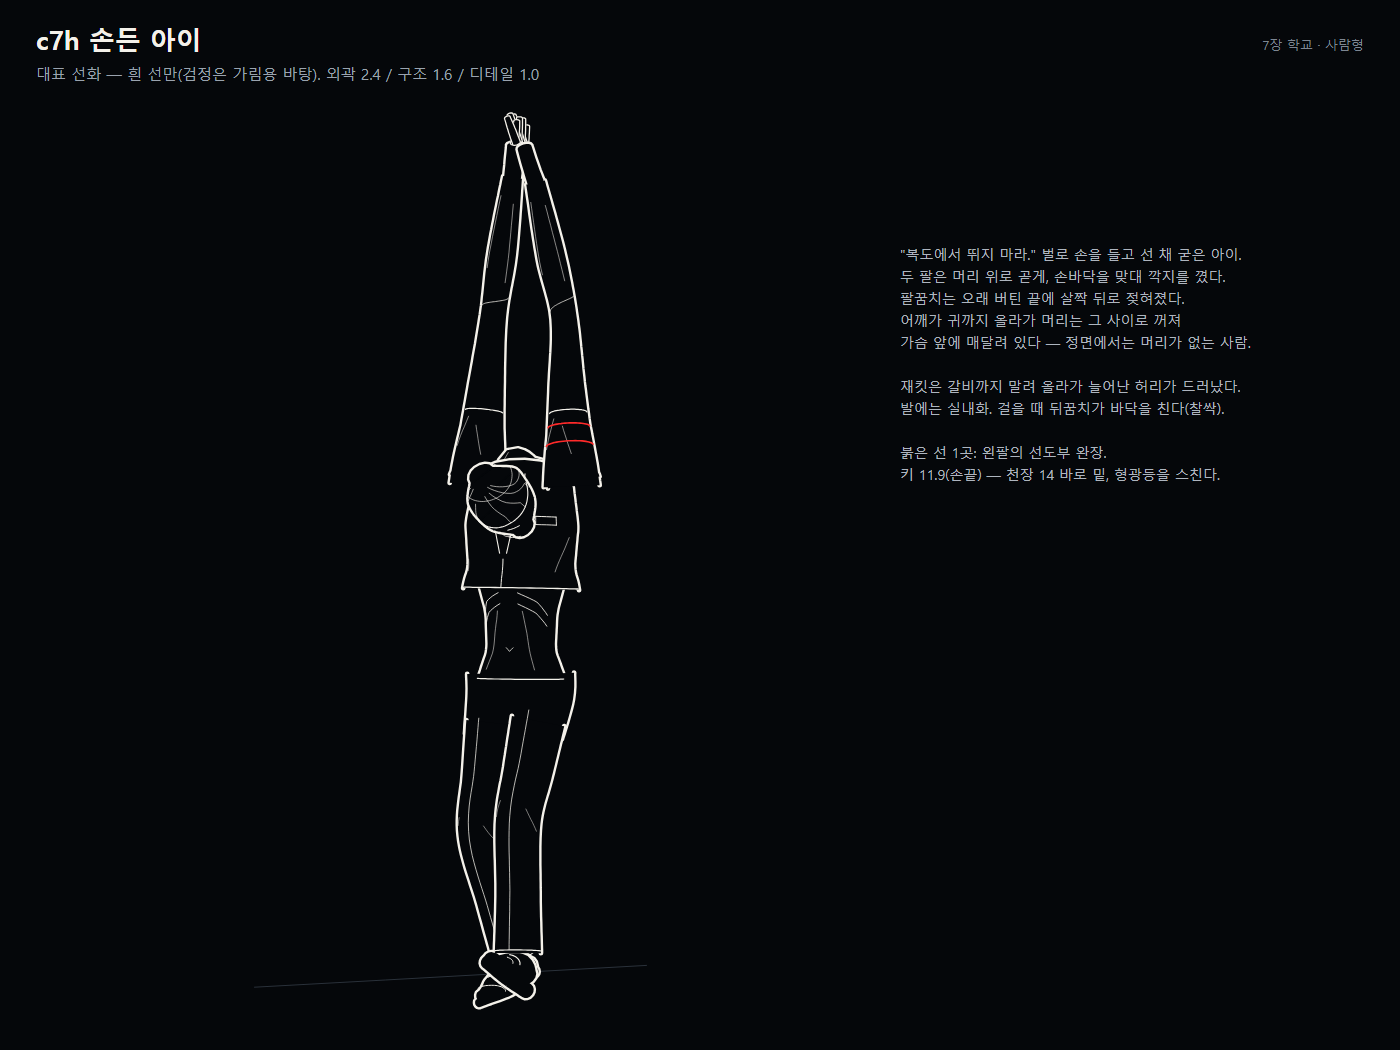 c7h 손든 아이
7장 학교 · 사람형
대표 선화 — 흰 선만(검정은 가림용 바탕). 외곽 2.4 / 구조 1.6 / 디테일 1.0
"복도에서 뛰지 마라." 벌로 손을 들고 선 채 굳은 아이.
두 팔은 머리 위로 곧게, 손바닥을 맞대 깍지를 꼈다.
팔꿈치는 오래 버틴 끝에 살짝 뒤로 젖혀졌다.
어깨가 귀까지 올라가 머리는 그 사이로 꺼져
가슴 앞에 매달려 있다 — 정면에서는 머리가 없는 사람.
재킷은 갈비까지 말려 올라가 늘어난 허리가 드러났다.
발에는 실내화. 걸을 때 뒤꿈치가 바닥을 친다(찰싹).
붉은 선 1곳: 왼팔의 선도부 완장.
키 11.9(손끝) — 천장 14 바로 밑, 형광등을 스친다.